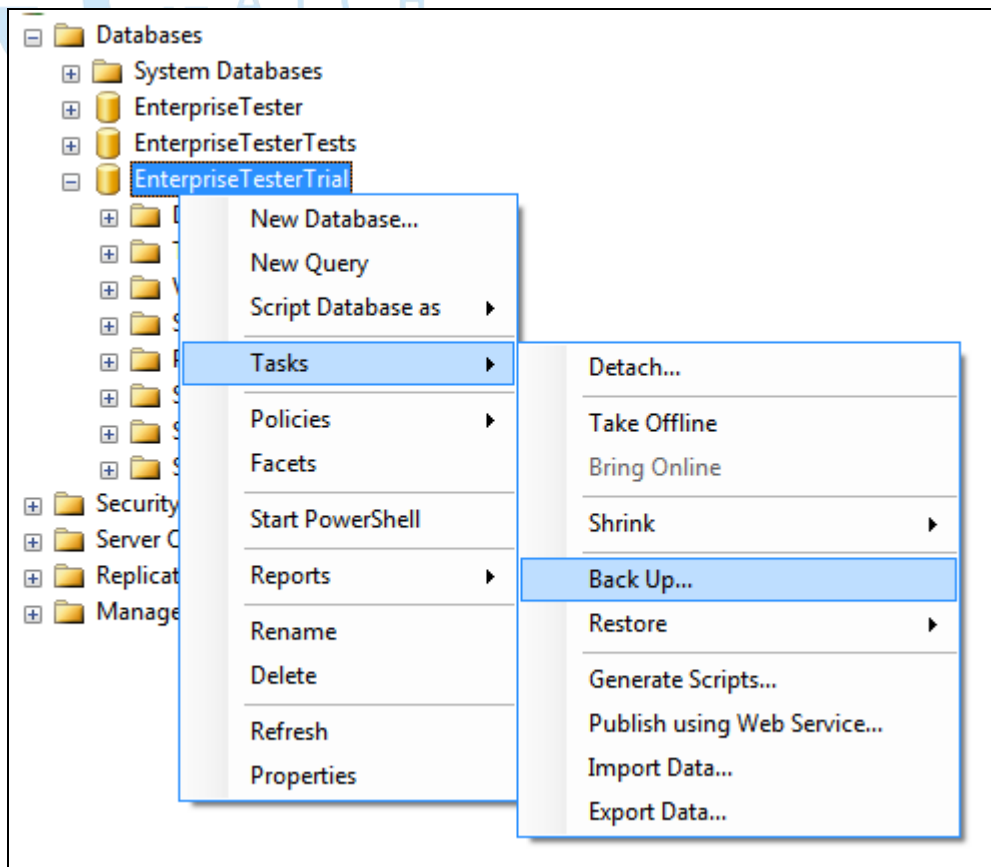 Databases
System Databases
EnterpriseTester
EnterpriseTesterTests
EnterpriseTesterTrial
New Database...
New Query
Script Database as
Tasks
Policies
Facets
Start PowerShell
Reports
Rename
Delete
Refresh
Properties
Detach...
Take Offline
Bring Online
Shrink
Back Up...
Restore
Generate Scripts...
Publish using Web Service...
Import Data...
Export Data...
Security
Server